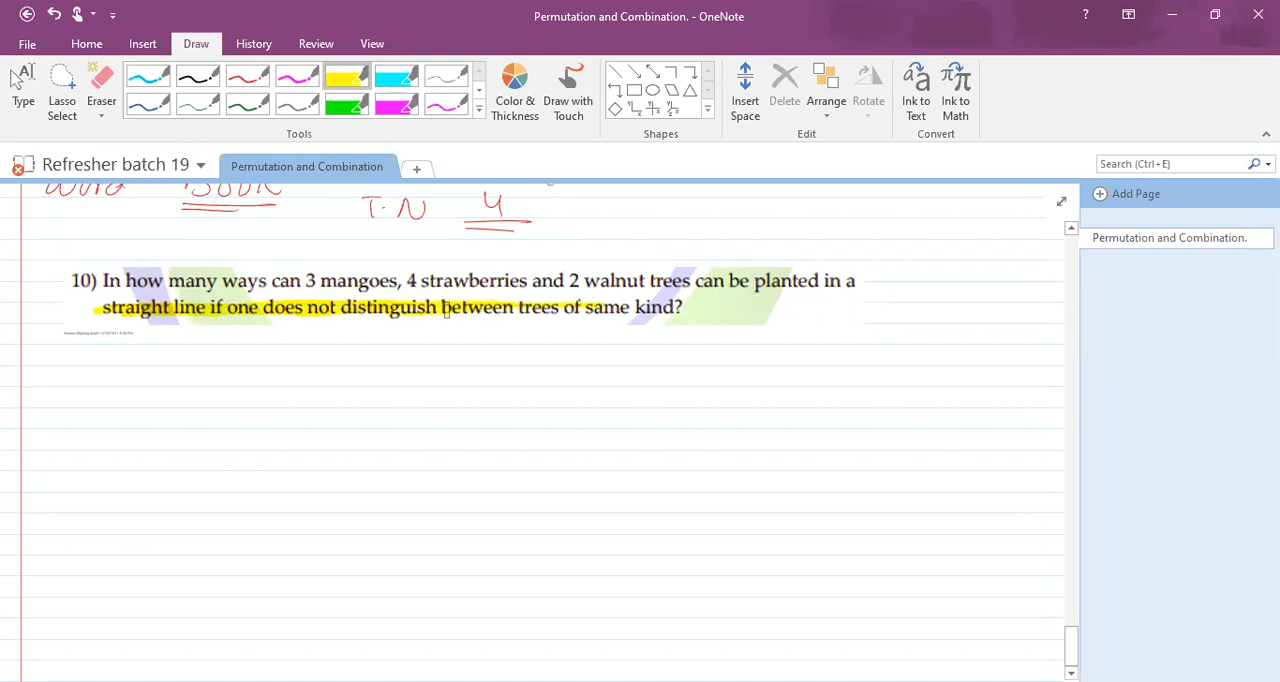 Permutation and Combination. - OneNote
File Home Insert Draw History Review View
Type Lasso Select Eraser Color & Thickness Draw with Touch Insert Space Delete Arrange Rotate Ink to Text Ink to Math
Tools Shapes Edit Convert
Refresher batch 19 Permutation and Combination
Search (Ctrl+E)
Add Page
Permutation and Combination.
word Book T.N 4
10) In how many ways can 3 mangoes, 4 strawberries and 2 walnut trees can be planted in a
straight line if one does not distinguish between trees of same kind?